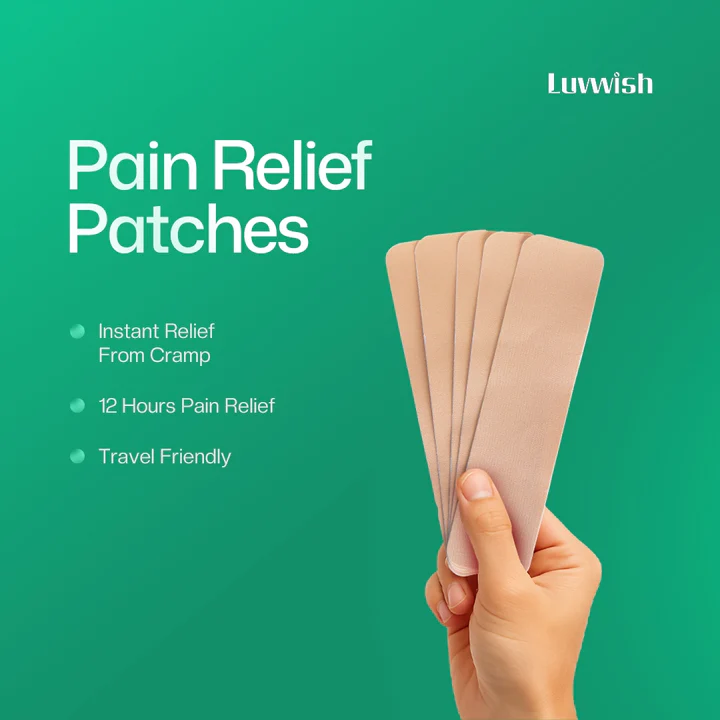 Luvwish
Pain Relief
Patches
Instant Relief
From Cramp
12 Hours Pain Relief
Travel Friendly